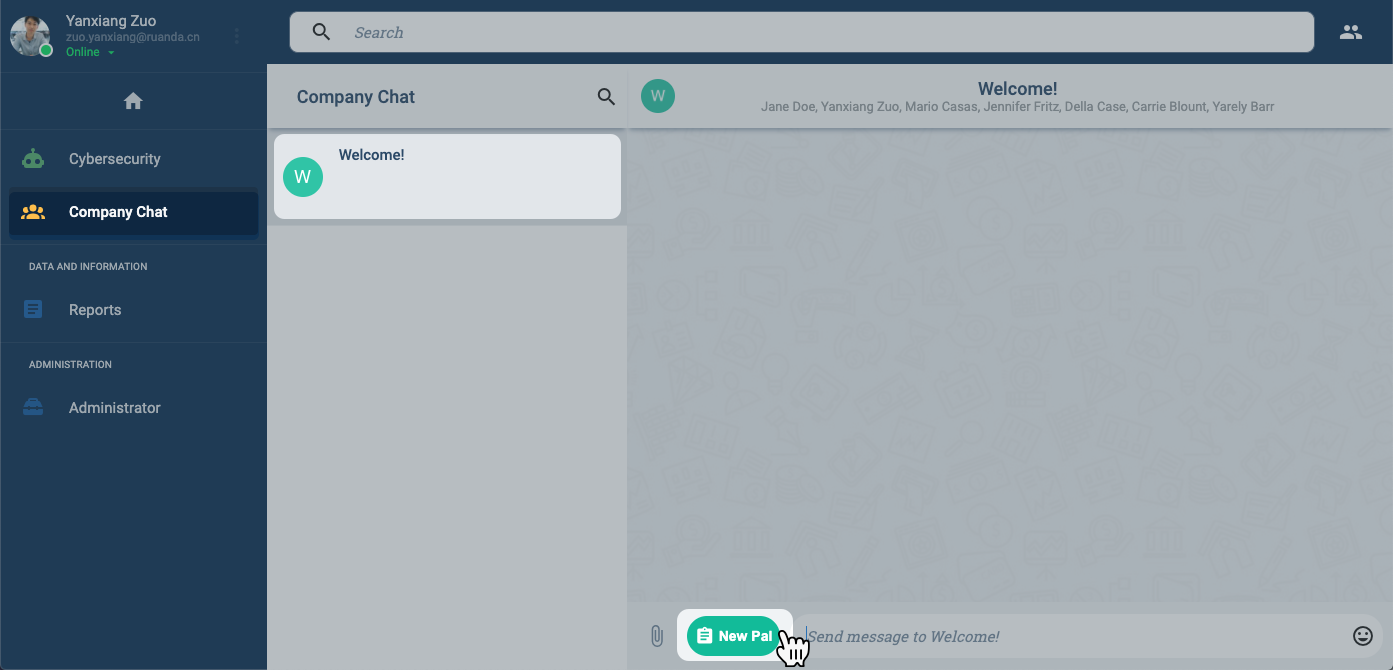 Yanxiang Zuo
zuo.yanxiang@ruanda.cn
Online
Search
Cybersecurity
Company Chat
DATA AND INFORMATION
Reports
ADMINISTRATION
Administrator
Company Chat
W
Welcome!
W
Welcome!
Jane Doe, Yanxiang Zuo, Mario Casas, Jennifer Fritz, Della Case, Carrie Blount, Yarely Barr
New Pal
Send message to Welcome!